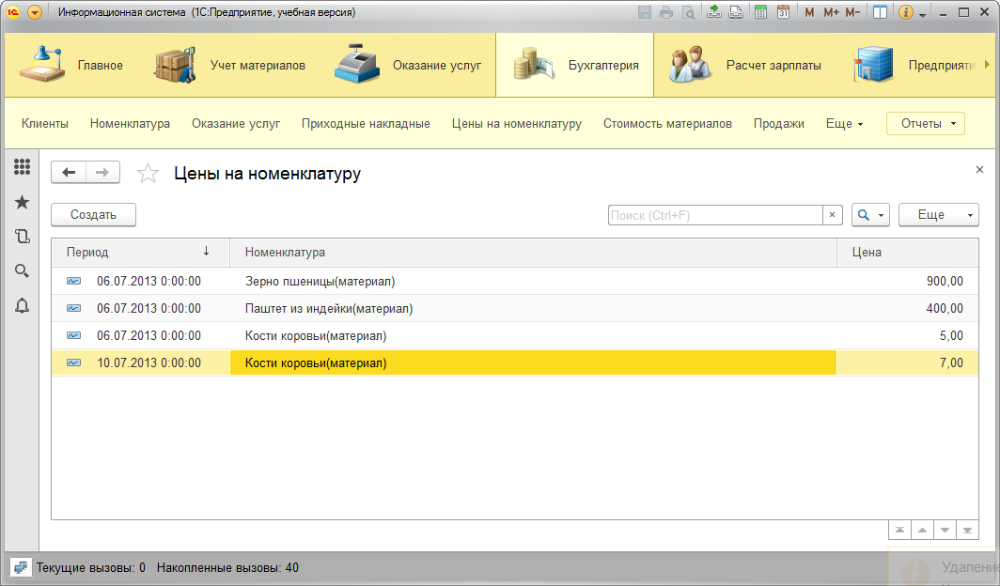 Информационная система (1С:Предприятие, учебная версия)
M M+ M-
31
Главное
Учет материалов
Оказание услуг
Бухгалтерия
Расчет зарплаты
Предприяти
Клиенты
Номенклатура
Оказание услуг
Приходные накладные
Цены на номенклатуру
Стоимость материалов
Продажи
Еще
Отчеты
Цены на номенклатуру
Создать
Поиск (Ctrl+F)
Еще
Период Номенклатура Цена
06.07.2013 0:00:00 Зерно пшеницы(материал) 900,00
06.07.2013 0:00:00 Паштет из индейки(материал) 400,00
06.07.2013 0:00:00 Кости коровьи(материал) 5,00
10.07.2013 0:00:00 Кости коровьи(материал) 7,00
Текущие вызовы: 0 Накопленные вызовы: 40
Удаление